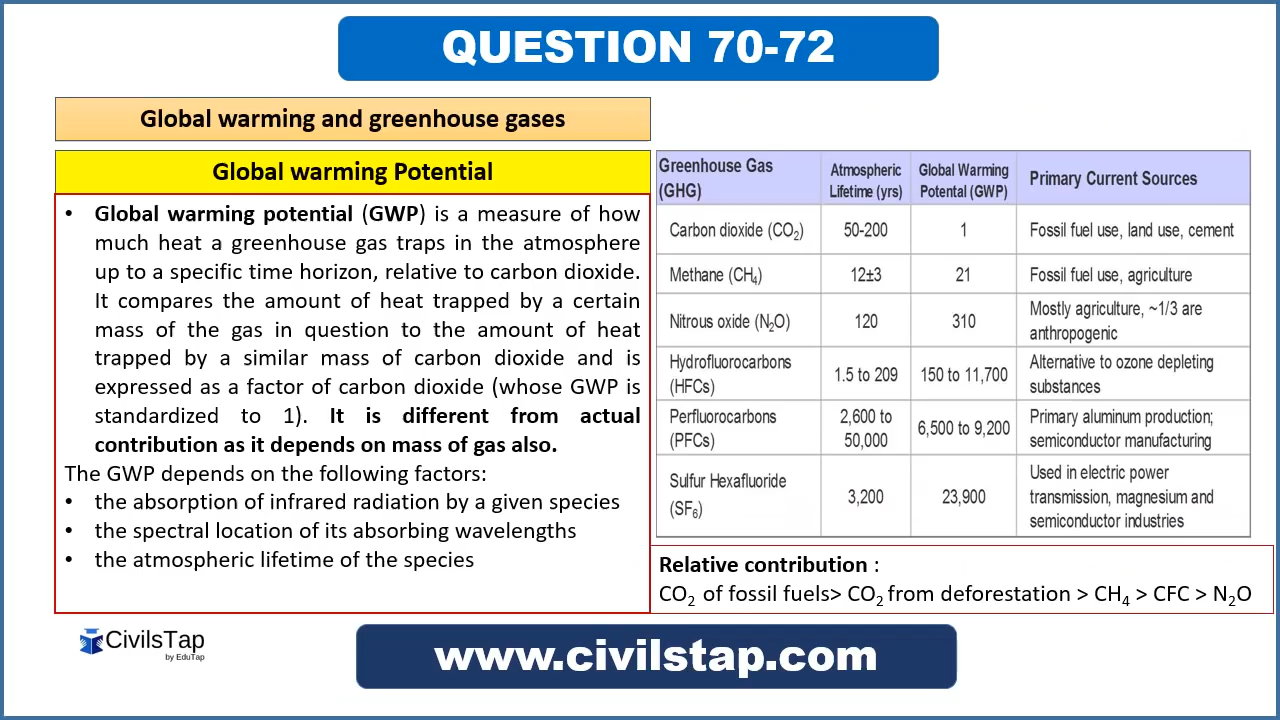 QUESTION 70-72
Global warming and greenhouse gases
Global warming Potential
• Global warming potential (GWP) is a measure of how
much heat a greenhouse gas traps in the atmosphere
up to a specific time horizon, relative to carbon dioxide.
It compares the amount of heat trapped by a certain
mass of the gas in question to the amount of heat
trapped by a similar mass of carbon dioxide and is
expressed as a factor of carbon dioxide (whose GWP is
standardized to 1). It is different from actual
contribution as it depends on mass of gas also.
The GWP depends on the following factors:
• the absorption of infrared radiation by a given species
• the spectral location of its absorbing wavelengths
• the atmospheric lifetime of the species
Greenhouse Gas Atmospheric Global Warming Primary Current Sources
(GHG) Lifetime (yrs) Potental (GWP)
Carbon dioxide (CO₂) 50-200 1 Fossil fuel use, land use, cement
Methane (CH₄) 12±3 21 Fossil fuel use, agriculture
Nitrous oxide (N₂O) 120 310 Mostly agriculture, ~1/3 are
anthropogenic
Hydrofluorocarbons 1.5 to 209 150 to 11,700 Alternative to ozone depleting
(HFCs) substances
Perfluorocarbons 2,600 to 6,500 to 9,200 Primary aluminum production;
(PFCs) 50,000 semiconductor manufacturing
Sulfur Hexafluoride 3,200 23,900 Used in electric power
(SF₆) transmission, magnesium and
semiconductor industries
Relative contribution :
CO₂ of fossil fuels> CO₂ from deforestation > CH₄ > CFC > N₂O
CivilsTap
by EduTap
www.civilstap.com